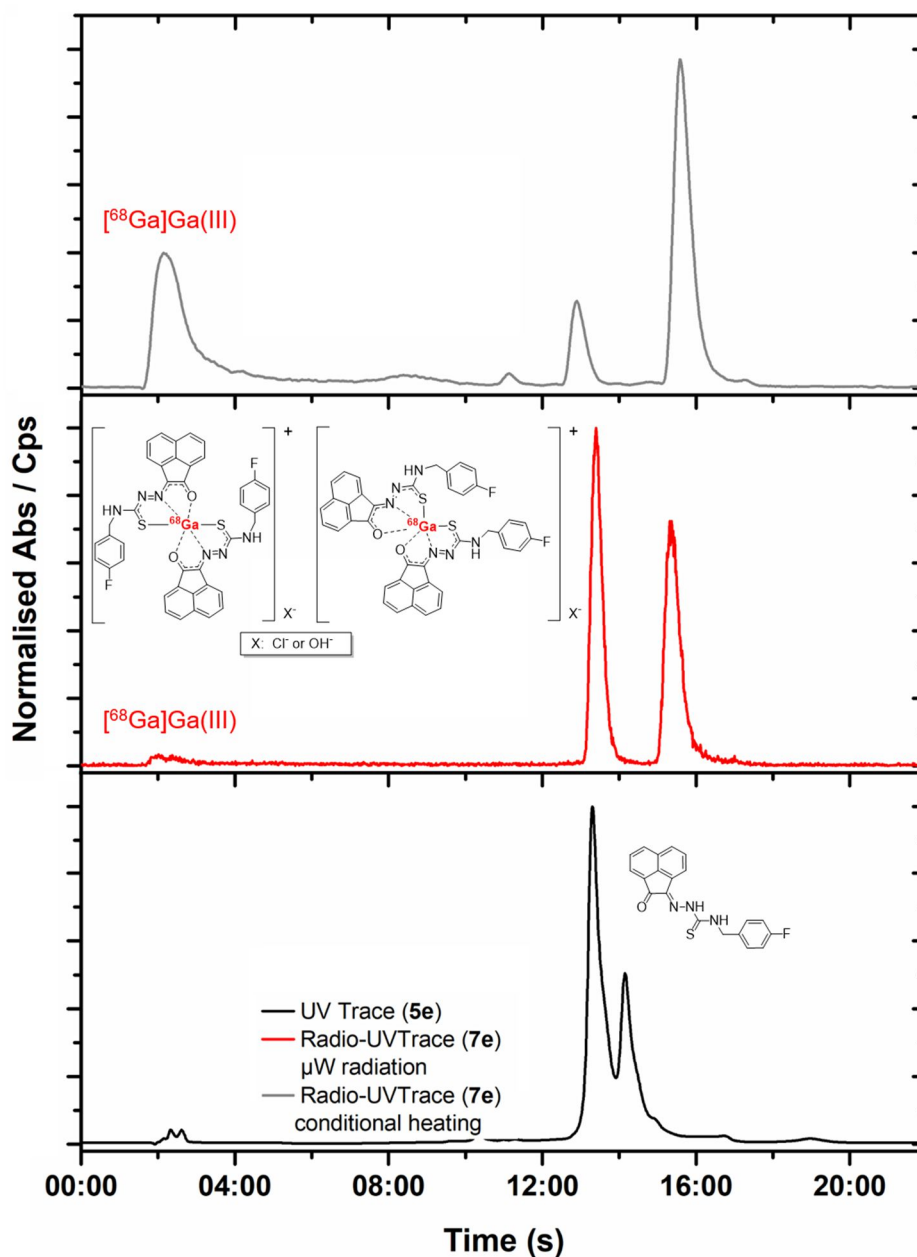 Normalised Abs / Cps
[⁶⁸Ga]Ga(III)
+
+
F
N
N
O
HN
S
⁶⁸Ga
S
NH
O
N–N
F
X⁻
HN
N
N
S
F
O
⁶⁸Ga
S
O
N–N
N
H
F
X⁻
X: Cl⁻ or OH⁻
[⁶⁸Ga]Ga(III)
O
N–NH
NH
S
F
UV Trace (5e)
Radio-UVTrace (7e)
µW radiation
Radio-UVTrace (7e)
conditional heating
00:00 04:00 08:00 12:00 16:00 20:00
Time (s)